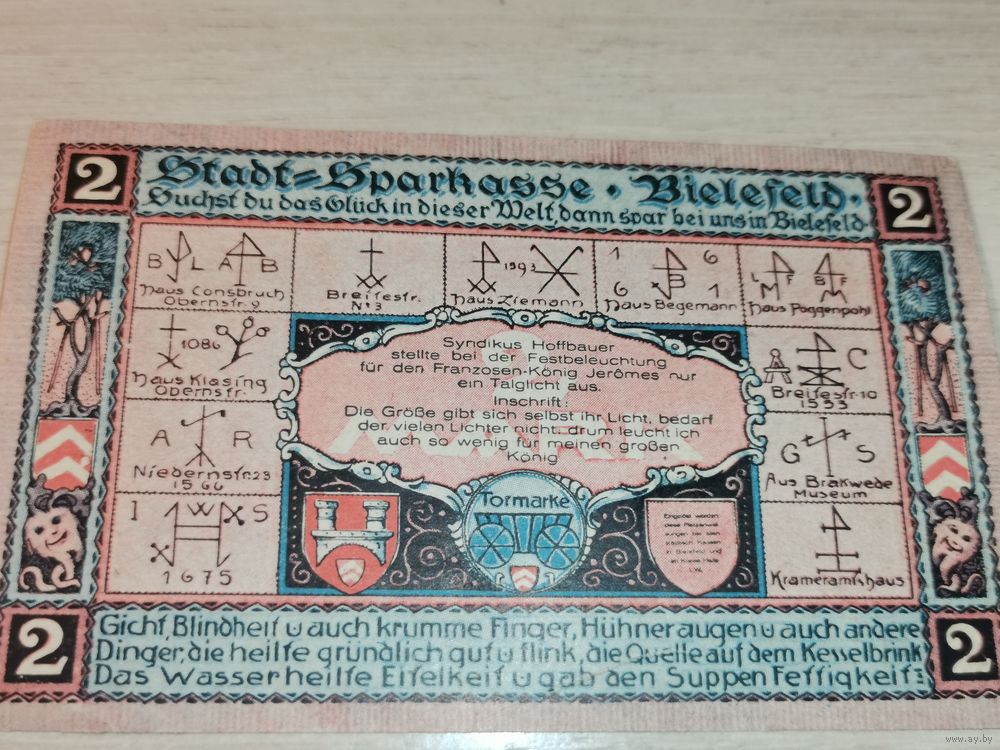 2 Stadt=Sparkasse · Bielefeld · 2
Suchst du das Glück in dieser Welt, dann spar bei uns in Bielefeld
B L A B
Haus Consbruch
Obernstr. 9
Breitestr.
No 3
1593
Haus Ziemann
1 6 B 6 1
Haus Begemann
L M F B F M
Haus Poggenpohl
1086
Haus Klasing
Obernstr.
Syndikus Hoffbauer
stellte bei der Festbeleuchtung
für den Franzosen-König Jerômes nur
ein Talglicht aus.
Inschrift:
Die Größe gibt sich selbst ihr Licht, bedarf
der vielen Lichter nicht, drum leucht ich
auch so wenig für meinen großen
König
C
Breitestr. 10
1533
A R
Niedernstr. 23
1566
G S
Aus Brakwede
Museum
I W S
1675
Tormarke
Krameramtshaus
2 Gicht, Blindheit u auch krumme Finger, Hühneraugen u auch andere 2
Dinger, die heilte gründlich gut u flink, die Quelle auf dem Kesselbrink
Das Wasser heilte Eitelkeit u gab den Suppen Fettigkeit
www.ay.by